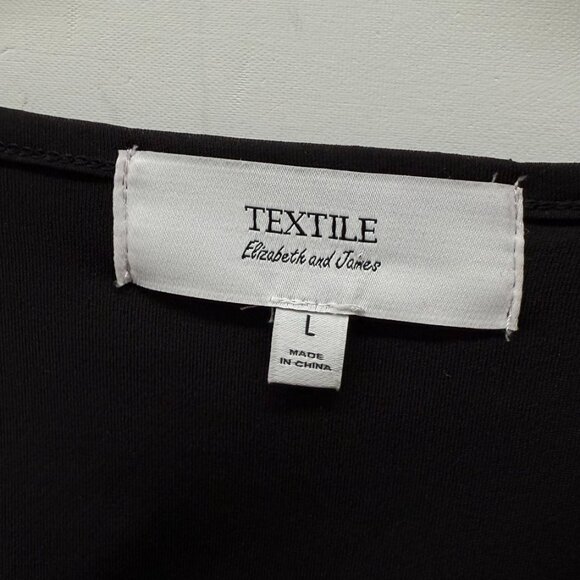 TEXTILE
Elizabeth and James
L
MADE
IN CHINA